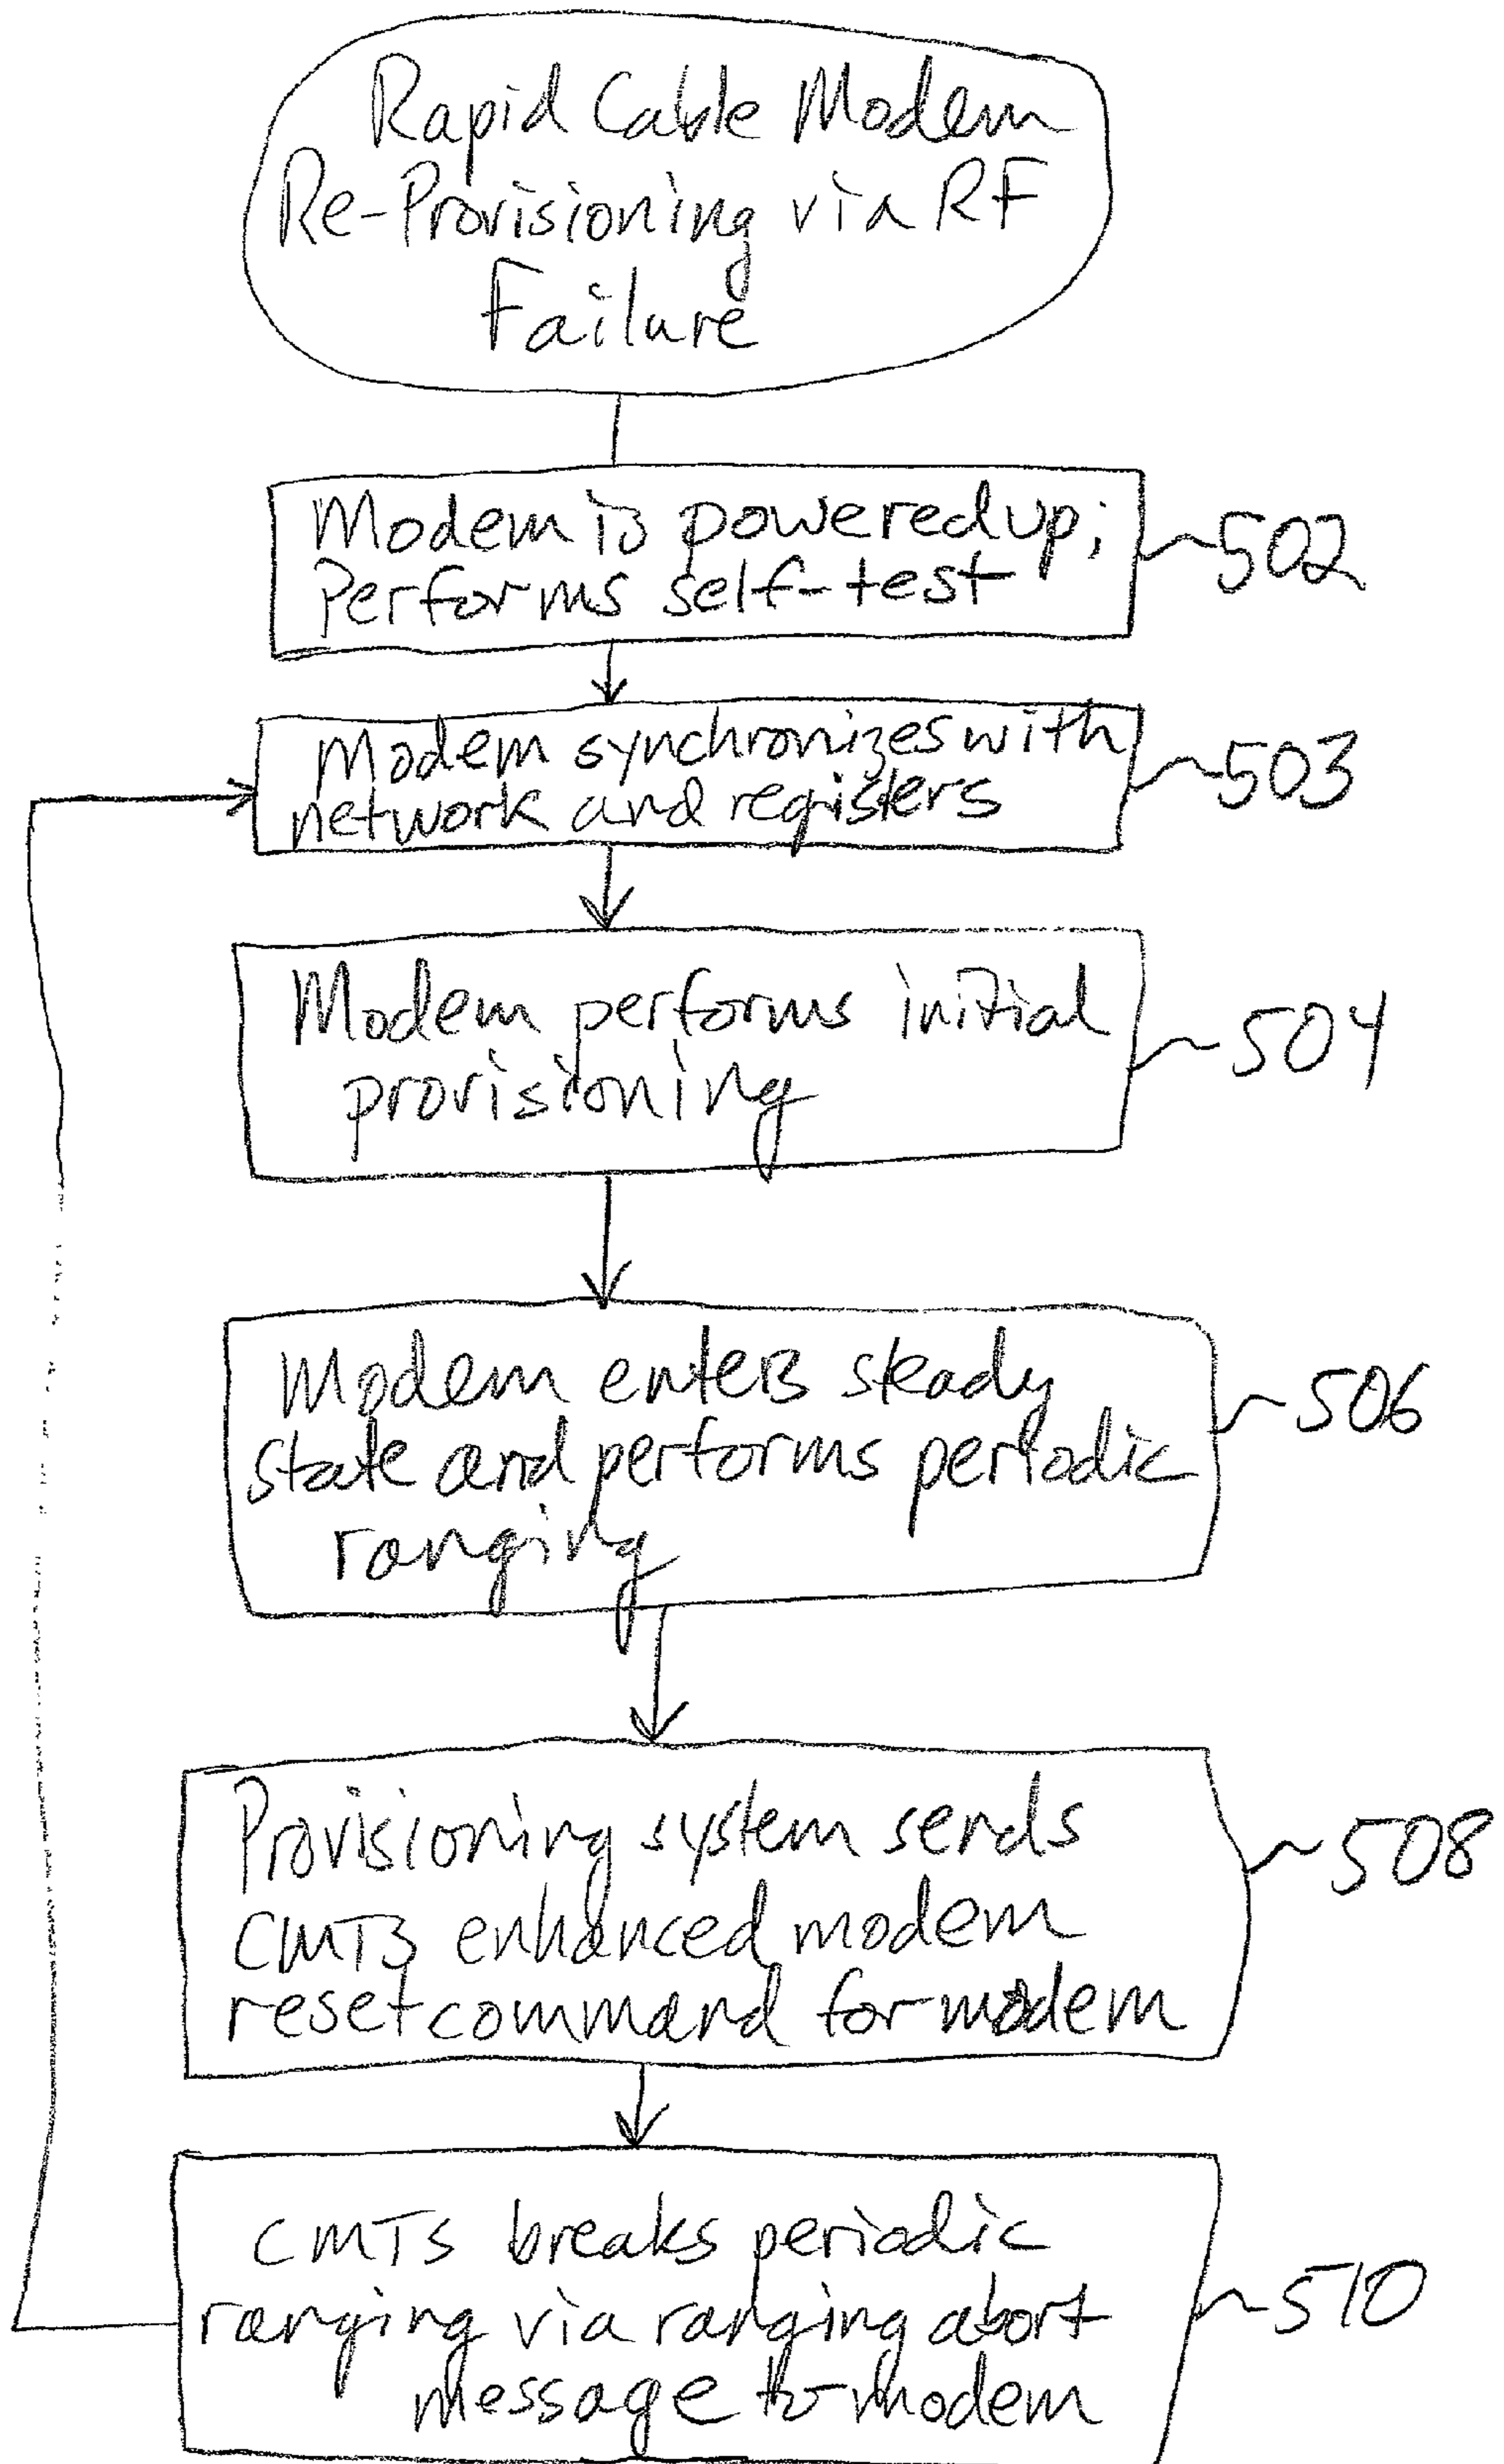 Rapid Cable Modem
Re-Provisioning via RF
Failure
Modem is powered up;
Performs self-test
~502
Modem synchronizes with
network and registers
~503
Modem performs initial
provisioning
~504
Modem enters steady
state and performs periodic
ranging
~506
Provisioning system sends
CMTS enhanced modem
reset command for modem
~508
CMTS breaks periodic
ranging via ranging abort
message to modem
~510